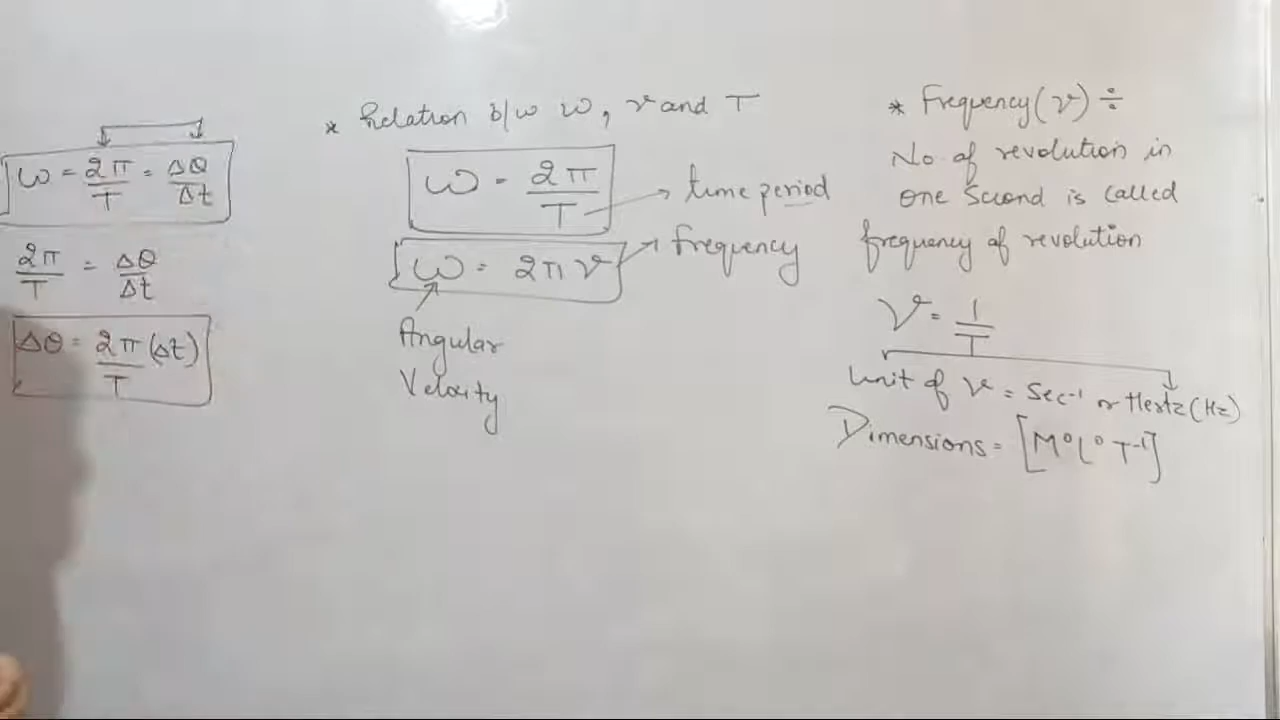 ω = 2π/T = Δθ/Δt
2π/T = Δθ/Δt
Δθ = 2π/T (Δt)
* Relation b/w ω, ν and T
ω = 2π/T → time period
ω = 2πν → frequency
Angular
Velocity
* Frequency(ν) ÷
No of revolution in
one Second is called
frequency of revolution
ν = 1/T
Unit of ν = Sec⁻¹ or Hertz(Hz)
Dimensions = [M⁰L⁰T⁻¹]